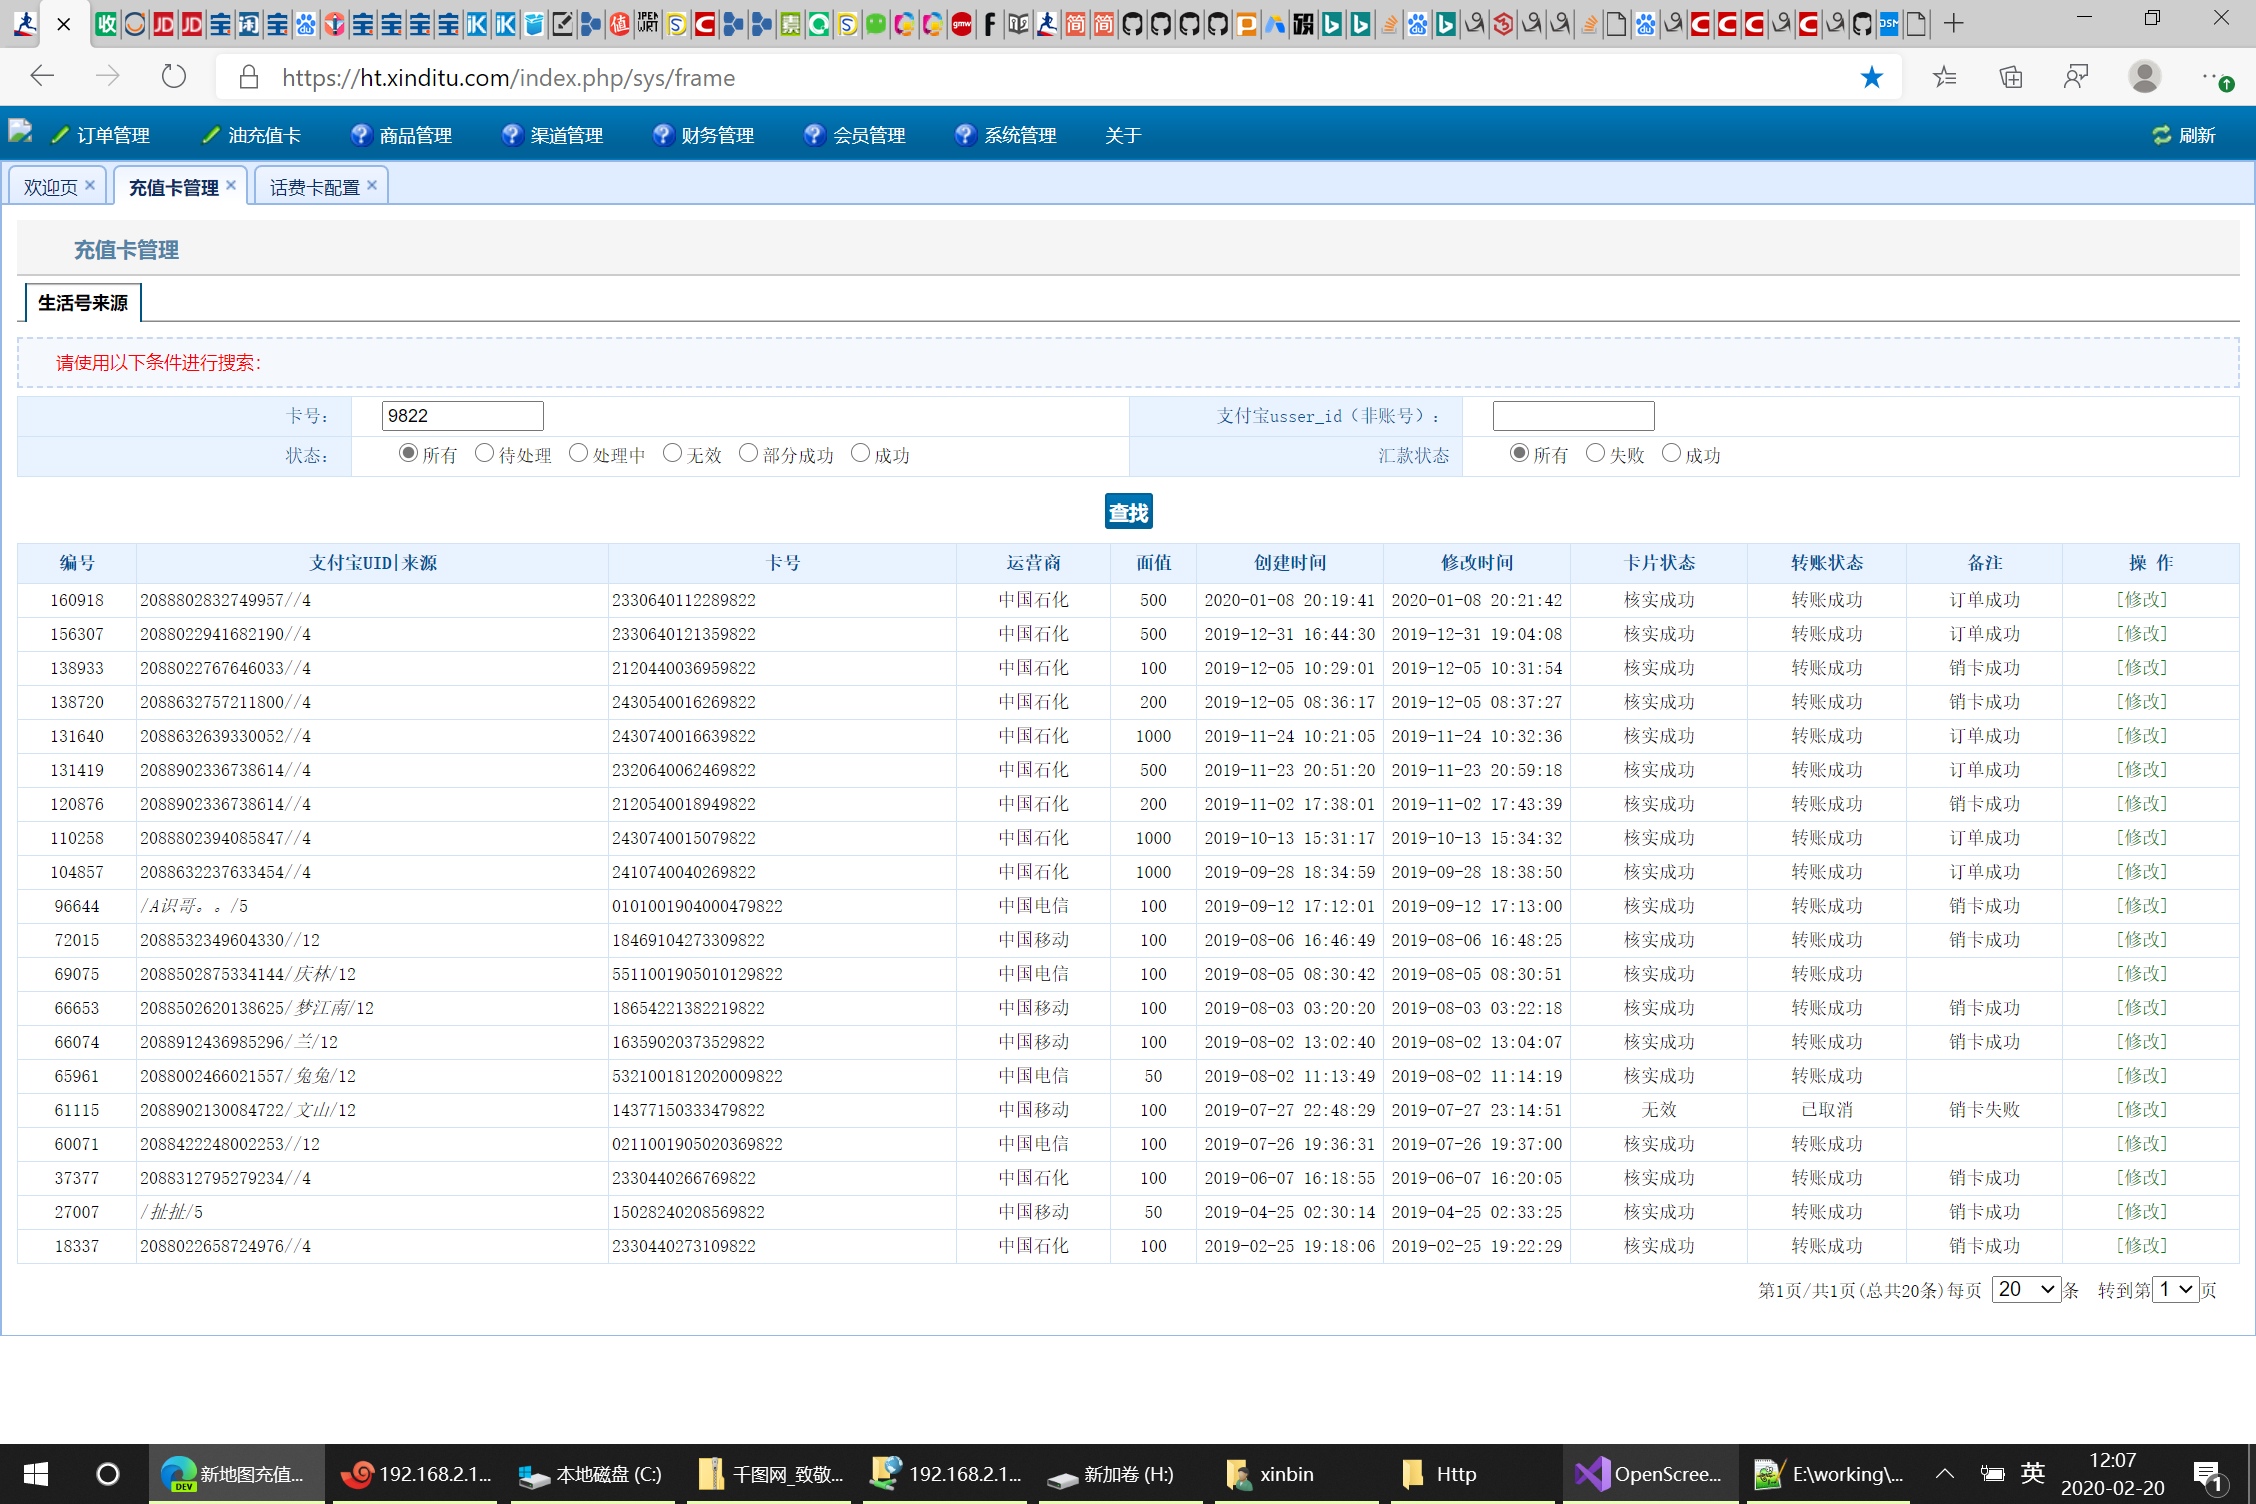 https://ht.xinditu.com/index.php/sys/frame
订单管理 油充值卡 商品管理 渠道管理 财务管理 会员管理 系统管理 关于 刷新
欢迎页 充值卡管理 话费卡配置
充值卡管理
生活号来源
请使用以下条件进行搜索:
卡号: 9822 支付宝usser_id（非账号）:
状态: 所有 待处理 处理中 无效 部分成功 成功 汇款状态 所有 失败 成功
查找
编号 支付宝UID|来源 卡号 运营商 面值 创建时间 修改时间 卡片状态 转账状态 备注 操 作
160918 2088802832749957//4 2330640112289822 中国石化 500 2020-01-08 20:19:41 2020-01-08 20:21:42 核实成功 转账成功 订单成功 [修改]
156307 2088022941682190//4 2330640121359822 中国石化 500 2019-12-31 16:44:30 2019-12-31 19:04:08 核实成功 转账成功 订单成功 [修改]
138933 2088022767646033//4 2120440036959822 中国石化 100 2019-12-05 10:29:01 2019-12-05 10:31:54 核实成功 转账成功 销卡成功 [修改]
138720 2088632757211800//4 2430540016269822 中国石化 200 2019-12-05 08:36:17 2019-12-05 08:37:27 核实成功 转账成功 销卡成功 [修改]
131640 2088632639330052//4 2430740016639822 中国石化 1000 2019-11-24 10:21:05 2019-11-24 10:32:36 核实成功 转账成功 订单成功 [修改]
131419 2088902336738614//4 2320640062469822 中国石化 500 2019-11-23 20:51:20 2019-11-23 20:59:18 核实成功 转账成功 订单成功 [修改]
120876 2088902336738614//4 2120540018949822 中国石化 200 2019-11-02 17:38:01 2019-11-02 17:43:39 核实成功 转账成功 销卡成功 [修改]
110258 2088802394085847//4 2430740015079822 中国石化 1000 2019-10-13 15:31:17 2019-10-13 15:34:32 核实成功 转账成功 订单成功 [修改]
104857 2088632237633454//4 2410740040269822 中国石化 1000 2019-09-28 18:34:59 2019-09-28 18:38:50 核实成功 转账成功 订单成功 [修改]
96644 /A识哥。。/5 0101001904000479822 中国电信 100 2019-09-12 17:12:01 2019-09-12 17:13:00 核实成功 转账成功 销卡成功 [修改]
72015 2088532349604330//12 18469104273309822 中国移动 100 2019-08-06 16:46:49 2019-08-06 16:48:25 核实成功 转账成功 销卡成功 [修改]
69075 2088502875334144/庆林/12 5511001905010129822 中国电信 100 2019-08-05 08:30:42 2019-08-05 08:30:51 核实成功 转账成功 [修改]
66653 2088502620138625/梦江南/12 18654221382219822 中国移动 100 2019-08-03 03:20:20 2019-08-03 03:22:18 核实成功 转账成功 销卡成功 [修改]
66074 2088912436985296/兰/12 16359020373529822 中国移动 100 2019-08-02 13:02:40 2019-08-02 13:04:07 核实成功 转账成功 销卡成功 [修改]
65961 2088002466021557/兔兔/12 5321001812020009822 中国电信 50 2019-08-02 11:13:49 2019-08-02 11:14:19 核实成功 转账成功 [修改]
61115 2088902130084722/文山/12 14377150333479822 中国移动 100 2019-07-27 22:48:29 2019-07-27 23:14:51 无效 已取消 销卡失败 [修改]
60071 2088422248002253//12 0211001905020369822 中国电信 100 2019-07-26 19:36:31 2019-07-26 19:37:00 核实成功 转账成功 [修改]
37377 2088312795279234//4 2330440266769822 中国石化 100 2019-06-07 16:18:55 2019-06-07 16:20:05 核实成功 转账成功 销卡成功 [修改]
27007 /扯扯/5 15028240208569822 中国移动 50 2019-04-25 02:30:14 2019-04-25 02:33:25 核实成功 转账成功 销卡成功 [修改]
18337 2088022658724976//4 2330440273109822 中国石化 100 2019-02-25 19:18:06 2019-02-25 19:22:29 核实成功 转账成功 销卡成功 [修改]
第1页/共1页(总共20条)每页 20 条 转到第 1 页
新地图充值... 192.168.2.1... 本地磁盘 (C:) 千图网_致敬... 192.168.2.1... 新加卷 (H:) xinbin Http OpenScree... E:\working\... 英 12:07
2020-02-20 1